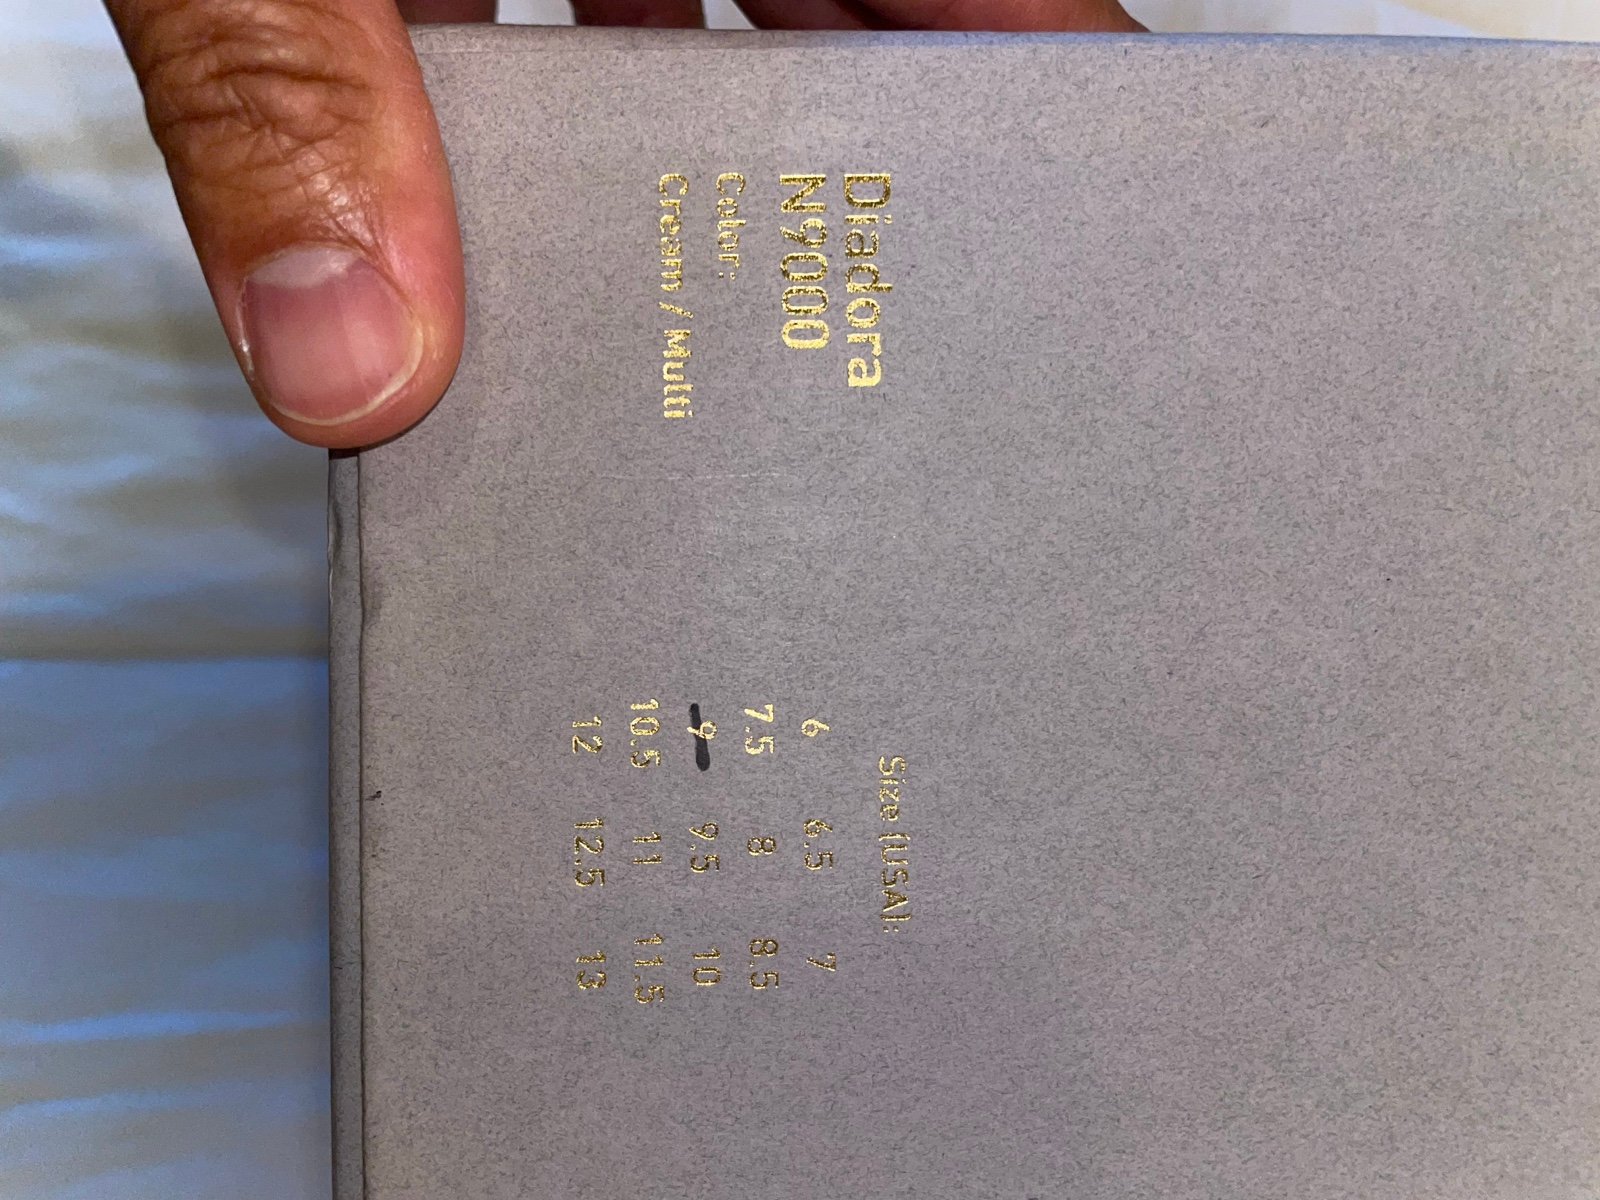 Diadora
N9000
Color:
Cream / Multi
Size (USA):
6 6.5 7
7.5 8 8.5
9 9.5 10
10.5 11 11.5
12 12.5 13